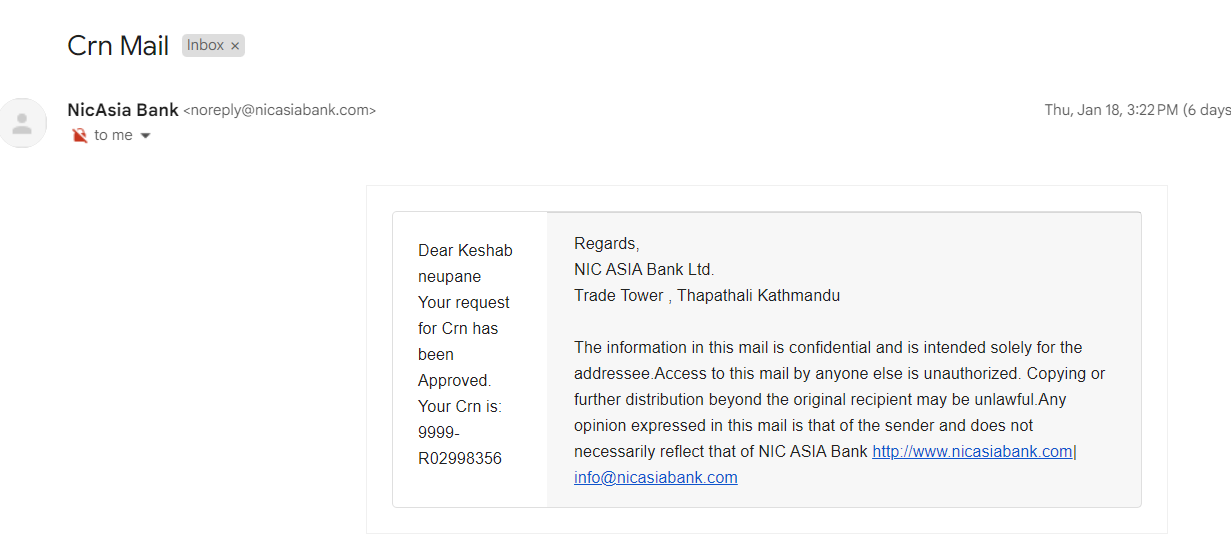 Crn Mail Inbox ×
NicAsia Bank <noreply@nicasiabank.com> Thu, Jan 18, 3:22 PM (6 days
to me
Dear Keshab
neupane
Your request
for Crn has
been
Approved.
Your Crn is:
9999-
R02998356
Regards,
NIC ASIA Bank Ltd.
Trade Tower , Thapathali Kathmandu
The information in this mail is confidential and is intended solely for the
addressee.Access to this mail by anyone else is unauthorized. Copying or
further distribution beyond the original recipient may be unlawful.Any
opinion expressed in this mail is that of the sender and does not
necessarily reflect that of NIC ASIA Bank http://www.nicasiabank.com|
info@nicasiabank.com